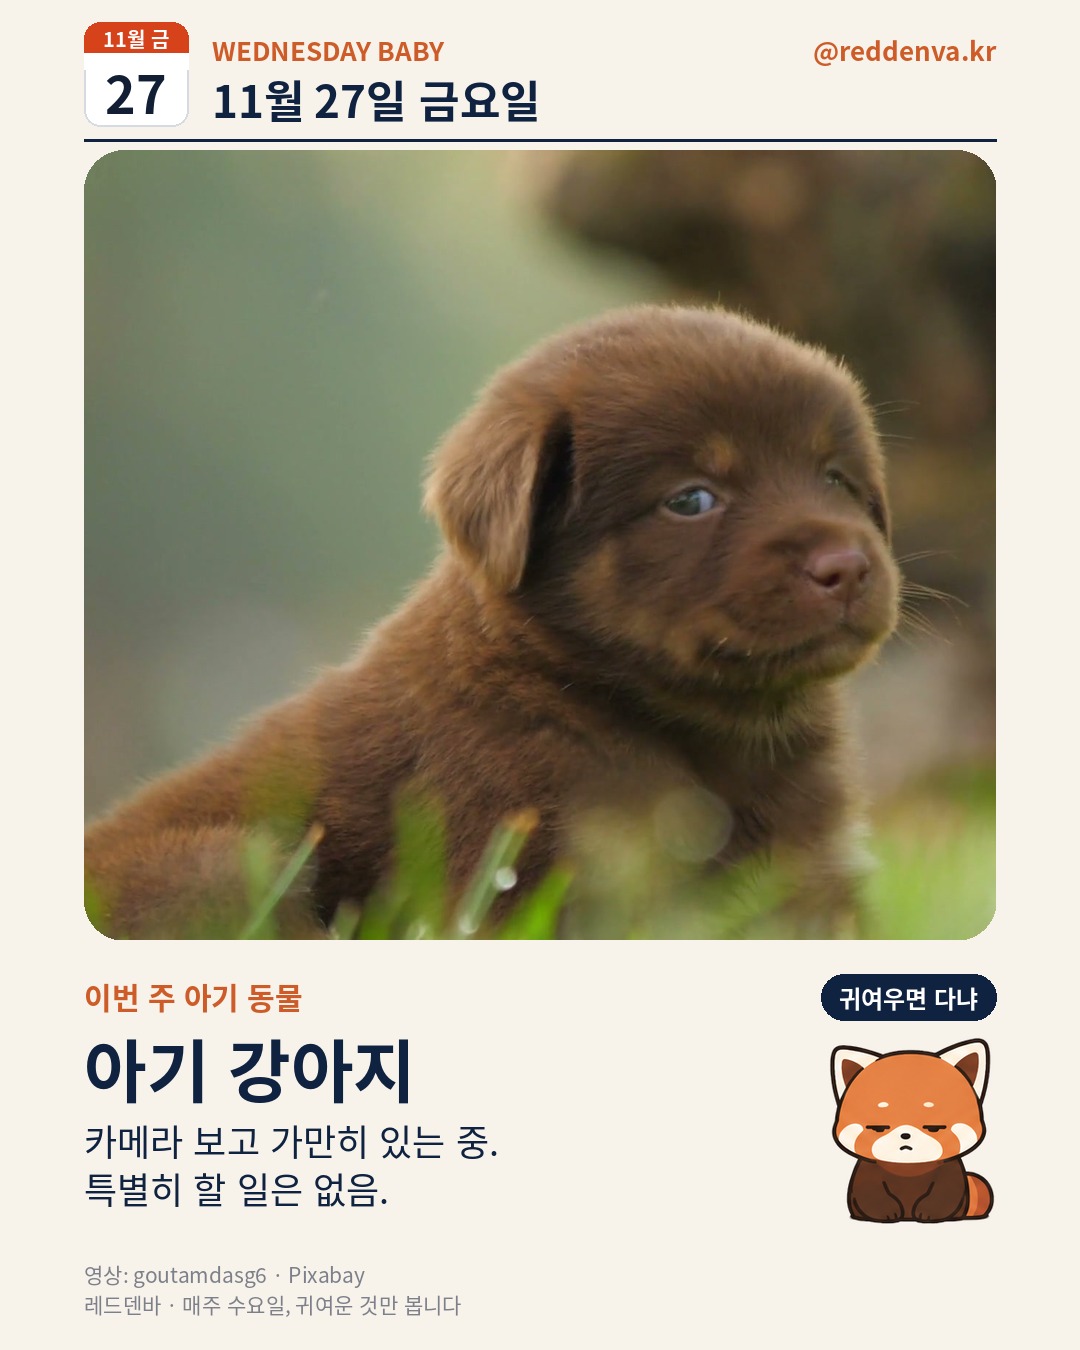 11월 금
27
WEDNESDAY BABY
11월 27일 금요일
@reddenva.kr
이번 주 아기 동물
아기 강아지
카메라 보고 가만히 있는 중.
특별히 할 일은 없음.
귀여우면 다냐
영상: goutamdasg6 · Pixabay
레드덴바 · 매주 수요일, 귀여운 것만 봅니다